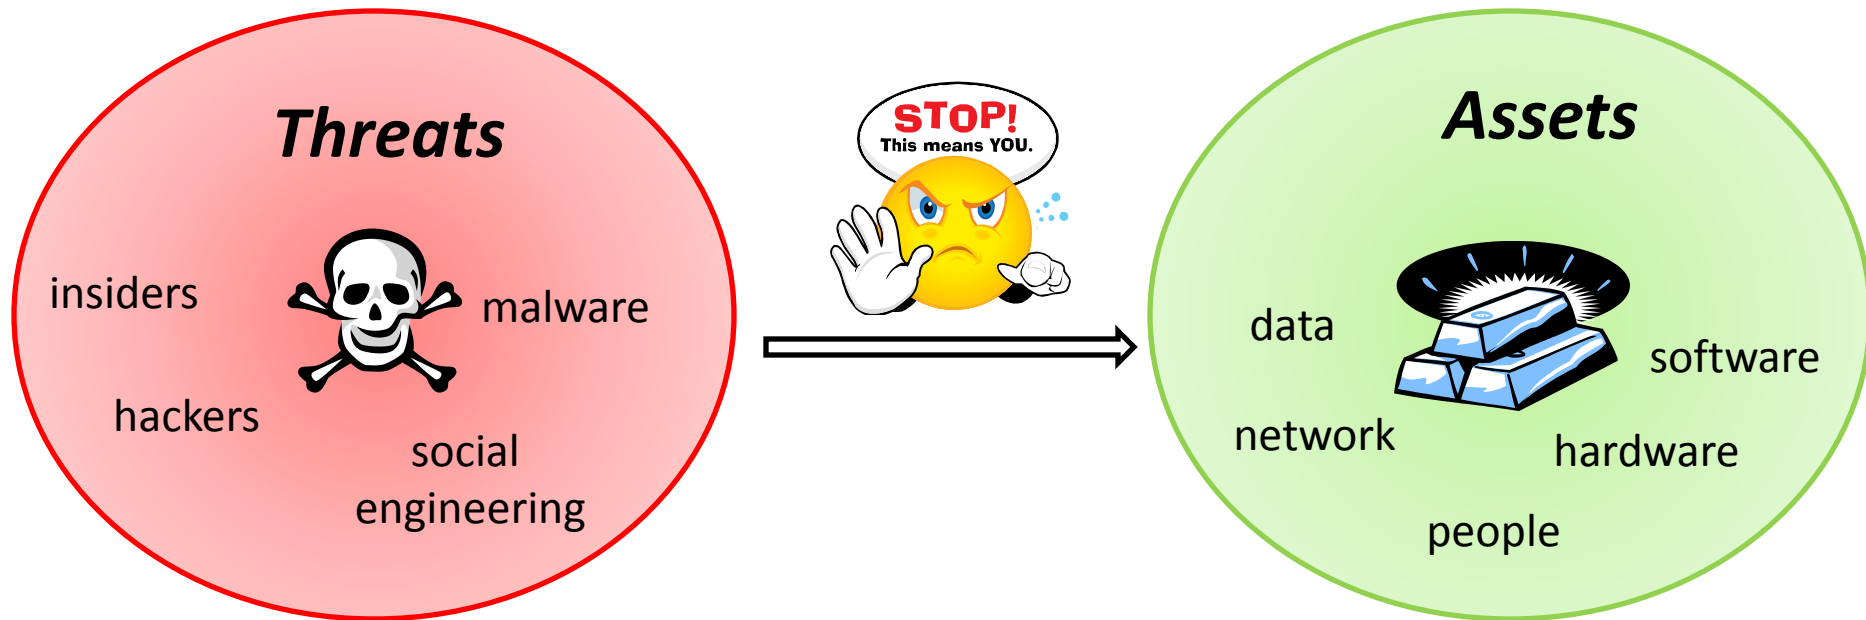 Threats
insiders
malware
hackers
social
engineering
STOP!
This means YOU.
Assets
data
software
network
hardware
people